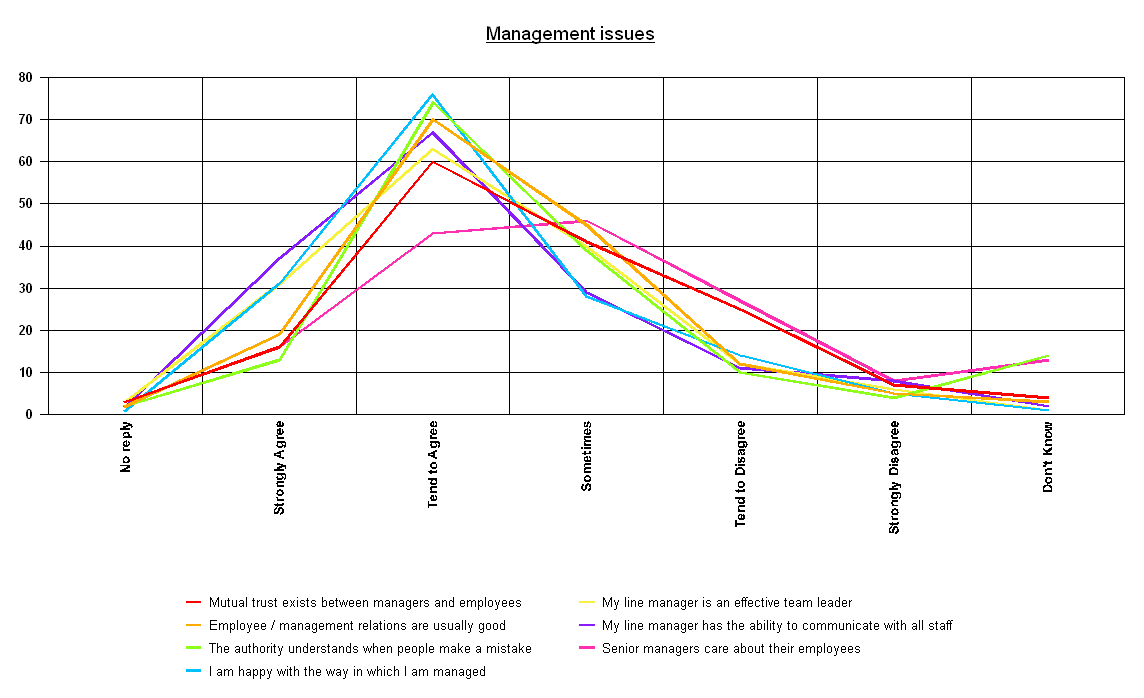 Management issues
80
70
60
50
40
30
20
10
0
No reply
Strongly Agree
Tend to Agree
Sometimes
Tend to Disagree
Strongly Disagree
Don't Know
Mutual trust exists between managers and employees
My line manager is an effective team leader
Employee / management relations are usually good
My line manager has the ability to communicate with all staff
The authority understands when people make a mistake
Senior managers care about their employees
I am happy with the way in which I am managed